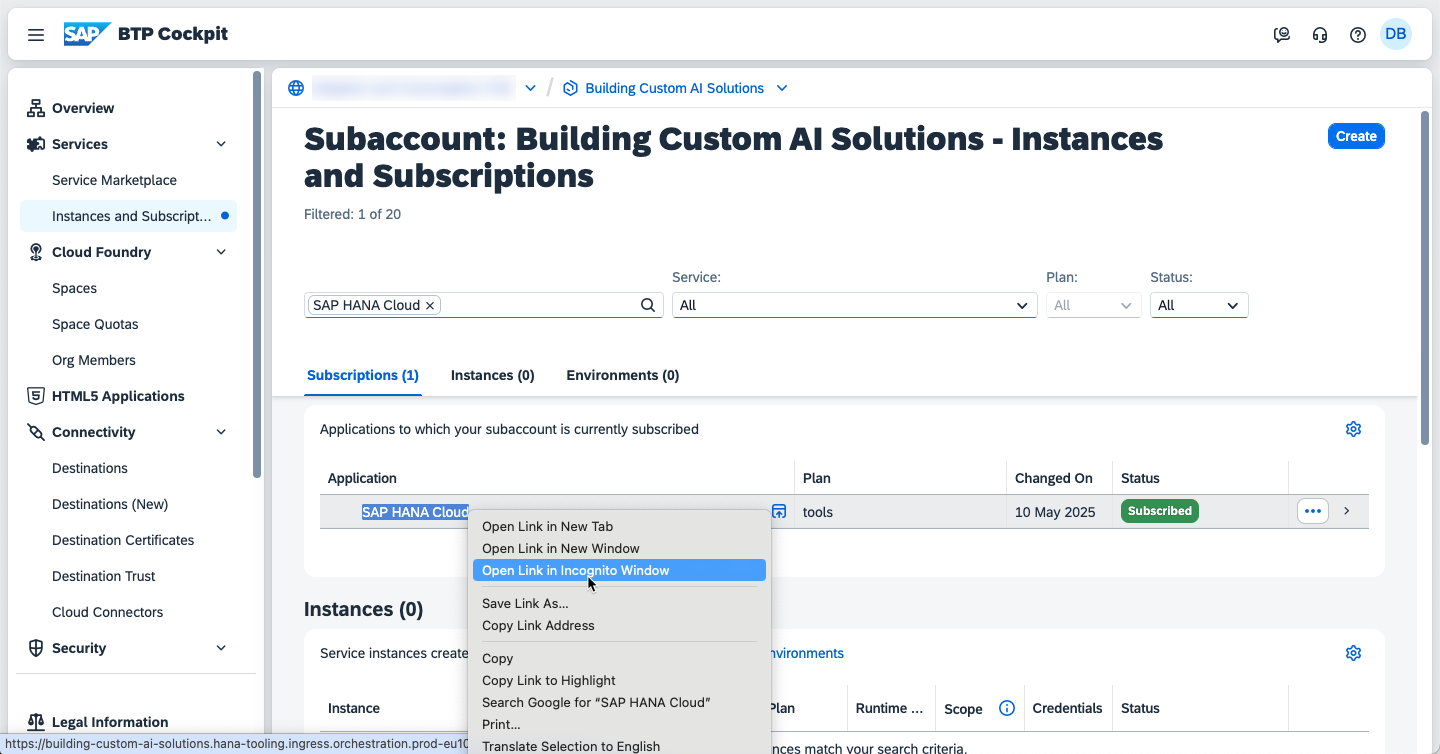 SAP BTP Cockpit
DB
Overview
Services
Service Marketplace
Instances and Subscript...
Cloud Foundry
Spaces
Space Quotas
Org Members
HTML5 Applications
Connectivity
Destinations
Destinations (New)
Destination Certificates
Destination Trust
Cloud Connectors
Security
Legal Information
/ Building Custom AI Solutions
Subaccount: Building Custom AI Solutions - Instances
and Subscriptions
Create
Filtered: 1 of 20
Service:
Plan:
Status:
SAP HANA Cloud
All
All
All
Subscriptions (1)
Instances (0)
Environments (0)
Applications to which your subaccount is currently subscribed
Application
Plan
Changed On
Status
SAP HANA Cloud
tools
10 May 2025
Subscribed
Open Link in New Tab
Open Link in New Window
Open Link in Incognito Window
Save Link As...
Copy Link Address
Copy
Copy Link to Highlight
Search Google for “SAP HANA Cloud”
Print...
Translate Selection to English
Instances (0)
Service instances create
nvironments
Instance
Plan
Runtime ...
Scope
Credentials
Status
nces match your search criteria.
https://building-custom-ai-solutions.hana-tooling.ingress.orchestration.prod-eu10